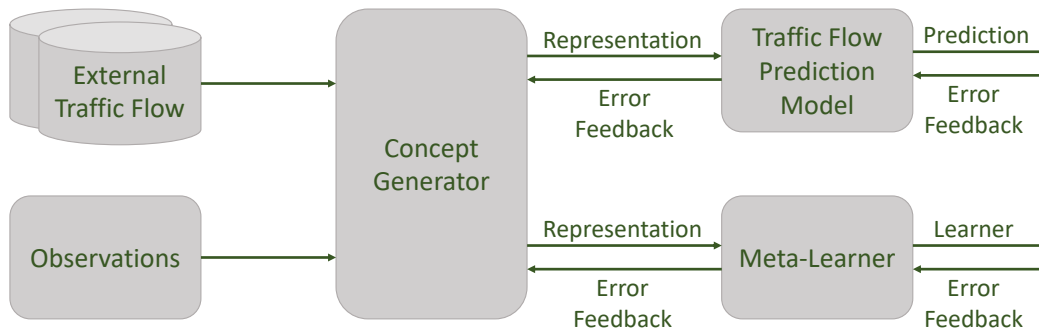 External
Traffic Flow
Observations
Concept
Generator
Representation
Error
Feedback
Representation
Error
Feedback
Traffic Flow
Prediction
Model
Meta-Learner
Prediction
Error
Feedback
Learner
Error
Feedback